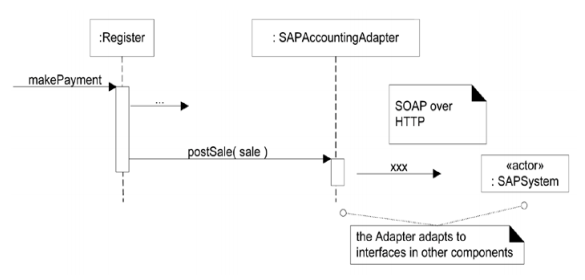 :Register
: SAPAccountingAdapter
makePayment
...
SOAP over
HTTP
postSale( sale )
xxx
«actor»
: SAPSystem
the Adapter adapts to
interfaces in other components